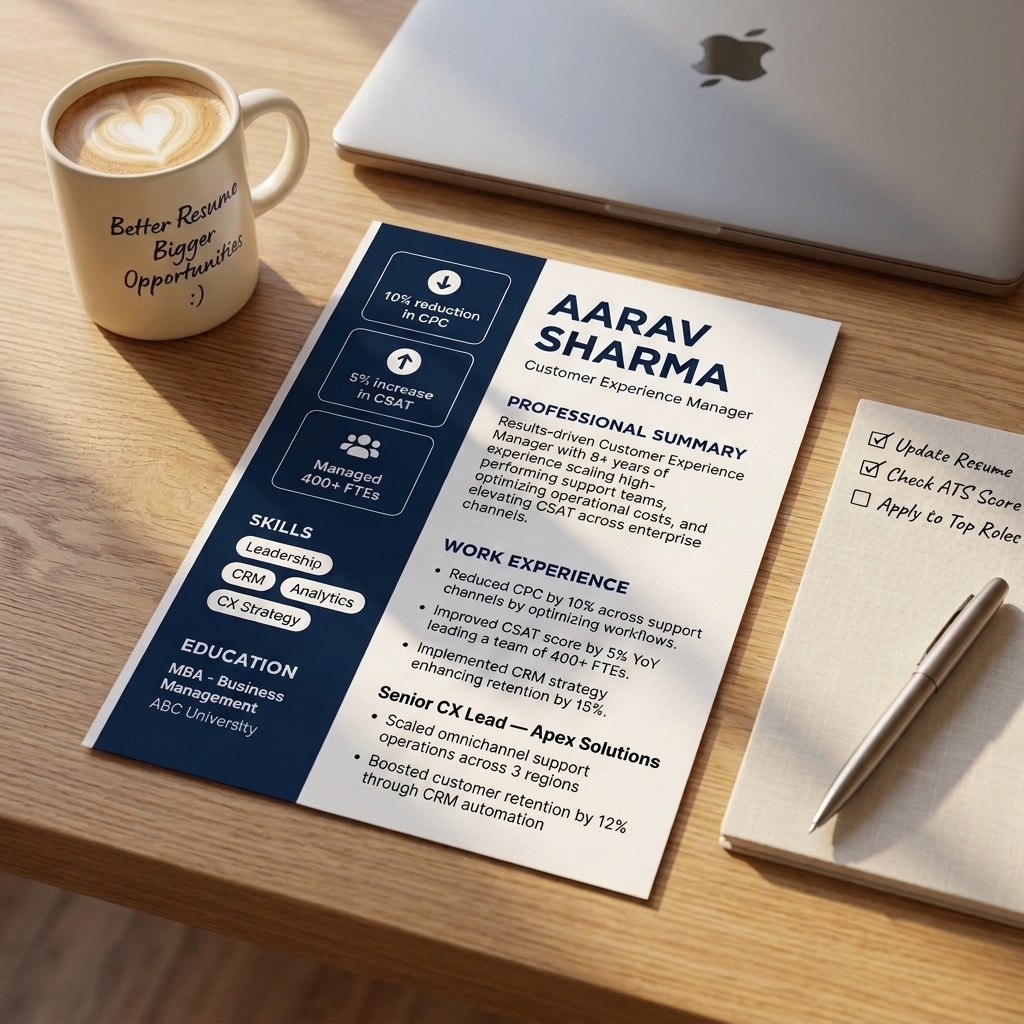 Better Resume
Bigger
Opportunities
:)
10% reduction
in CPC
5% increase
in CSAT
Managed
400+ FTEs
SKILLS
Leadership
CRM
Analytics
CX Strategy
EDUCATION
MBA - Business
Management
ABC University
AARAV
SHARMA
Customer Experience Manager
PROFESSIONAL SUMMARY
Results-driven Customer Experience
Manager with 8+ years of
experience scaling high-
performing support teams,
optimizing operational costs, and
elevating CSAT across enterprise
channels.
WORK EXPERIENCE
• Reduced CPC by 10% across support
channels by optimizing workflows.
• Improved CSAT score by 5% YoY
leading a team of 400+ FTEs.
• Implemented CRM strategy
enhancing retention by 15%.
Senior CX Lead — Apex Solutions
• Scaled omnichannel support
operations across 3 regions
• Boosted customer retention by 12%
through CRM automation
☑ Update Resume
☑ Check ATS Score
☐ Apply to Top Roles